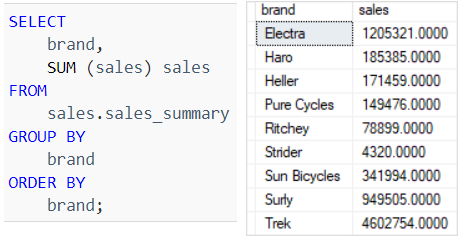 SELECT
brand,
SUM (sales) sales
FROM
sales.sales_summary
GROUP BY
brand
ORDER BY
brand;
brand sales
Electra 1205321.0000
Haro 185385.0000
Heller 171459.0000
Pure Cycles 149476.0000
Ritchey 78899.0000
Strider 4320.0000
Sun Bicycles 341994.0000
Surly 949505.0000
Trek 4602754.0000